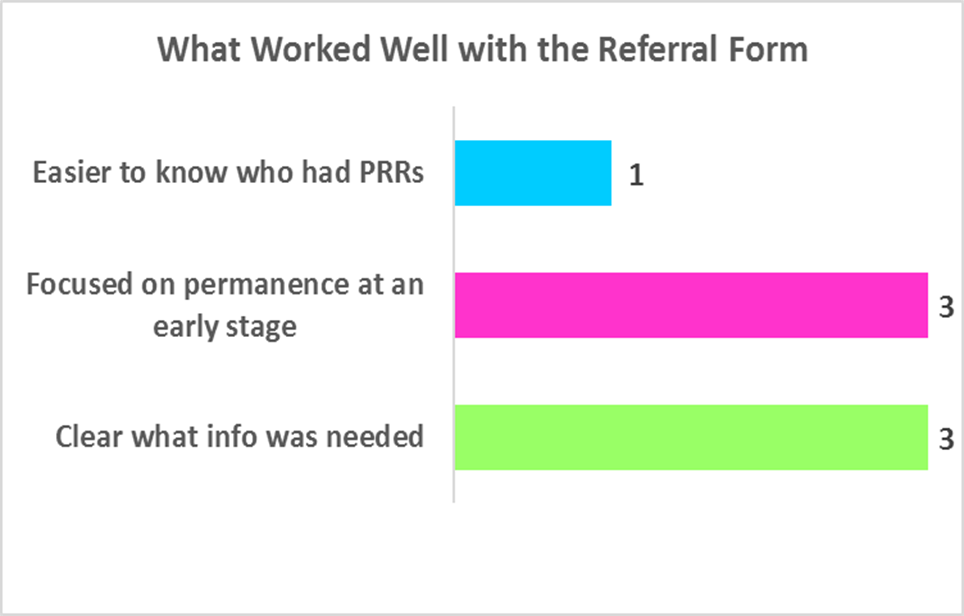 What Worked Well with the Referral Form
Easier to know who had PRRs
1
Focused on permanence at an
early stage
3
Clear what info was needed
3